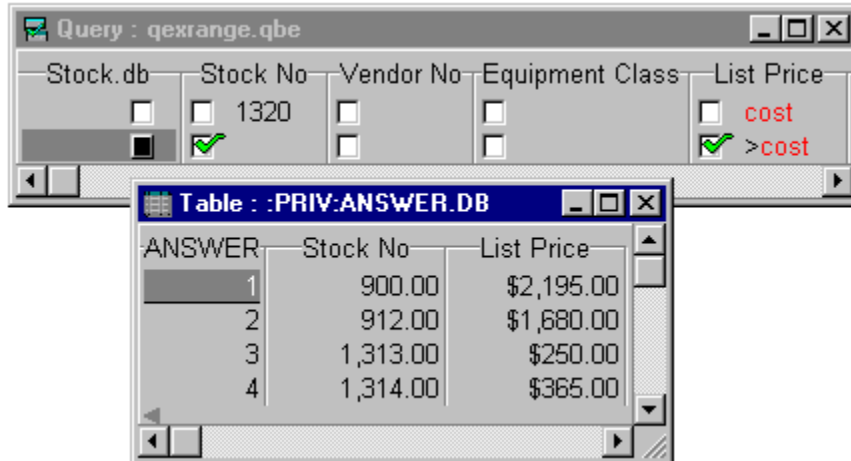 Query : qexrange.qbe
Stock.db Stock No Vendor No Equipment Class List Price
1320 cost
>cost
Table : :PRIV:ANSWER.DB
ANSWER Stock No List Price
1 900.00 $2,195.00
2 912.00 $1,680.00
3 1,313.00 $250.00
4 1,314.00 $365.00